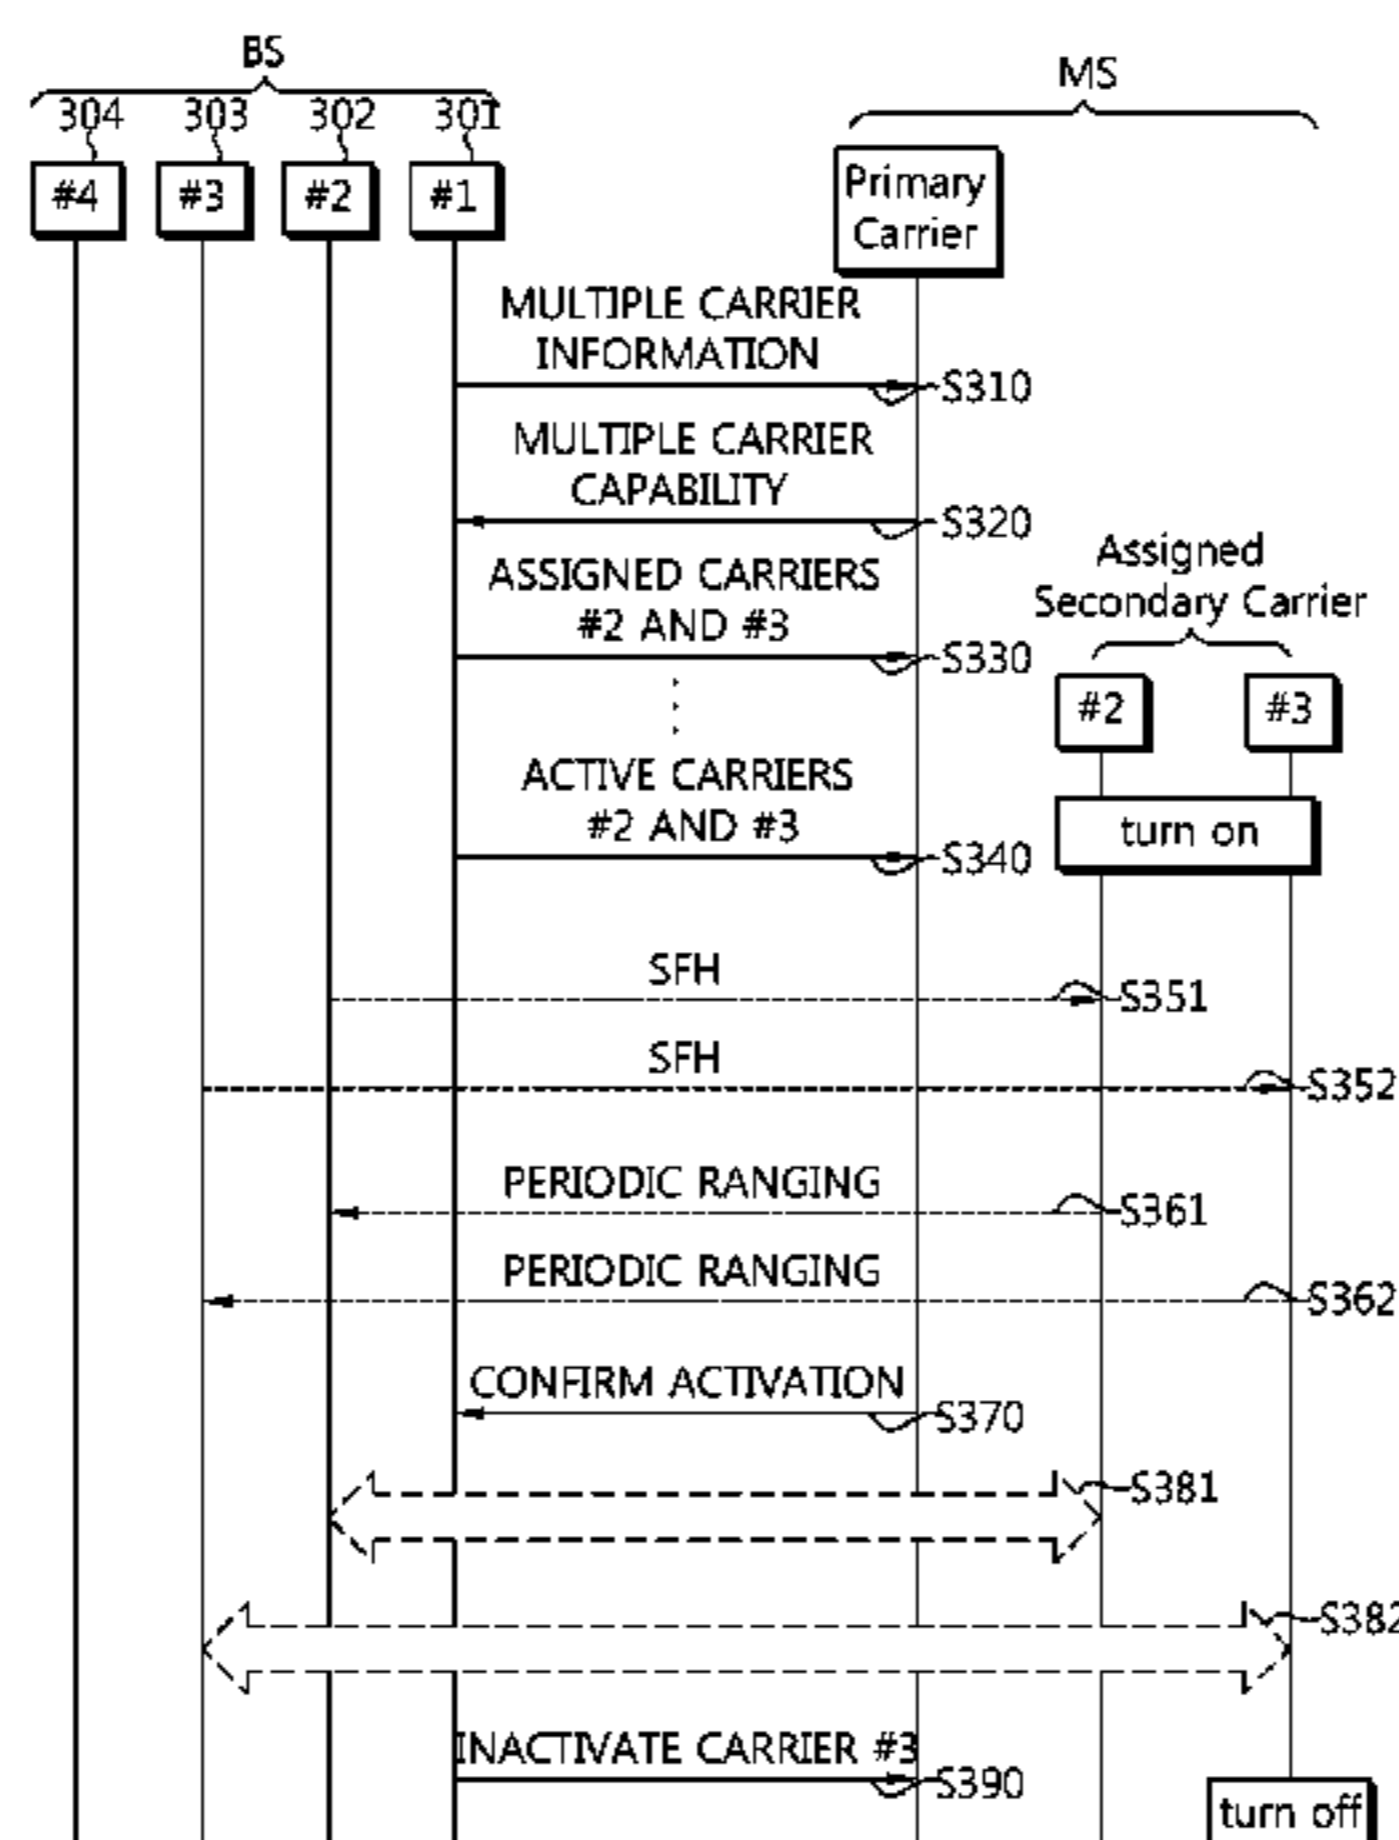 BS
MS
304 303 302 301
#4 #3 #2 #1
Primary
Carrier
MULTIPLE CARRIER
INFORMATION
S310
MULTIPLE CARRIER
CAPABILITY
S320
Assigned
Secondary Carrier
ASSIGNED CARRIERS
#2 AND #3
S330
#2 #3
ACTIVE CARRIERS
#2 AND #3
S340
turn on
SFH
S351
SFH
S352
PERIODIC RANGING
S361
PERIODIC RANGING
S362
CONFIRM ACTIVATION
S370
S381
S382
INACTIVATE CARRIER #3
S390
turn off